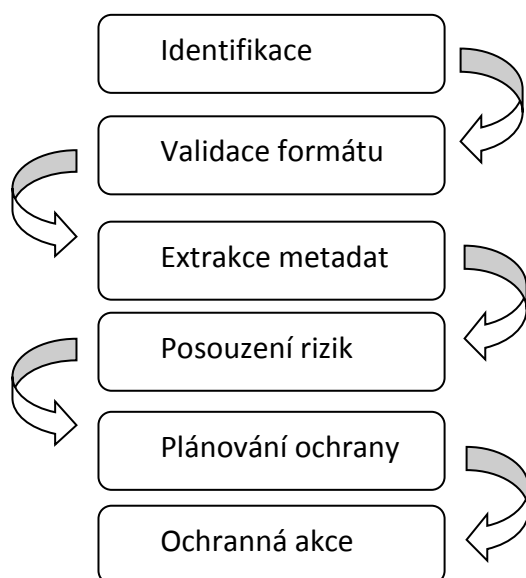 Identifikace
Validace formátu
Extrakce metadat
Posouzení rizik
Plánování ochrany
Ochranná akce